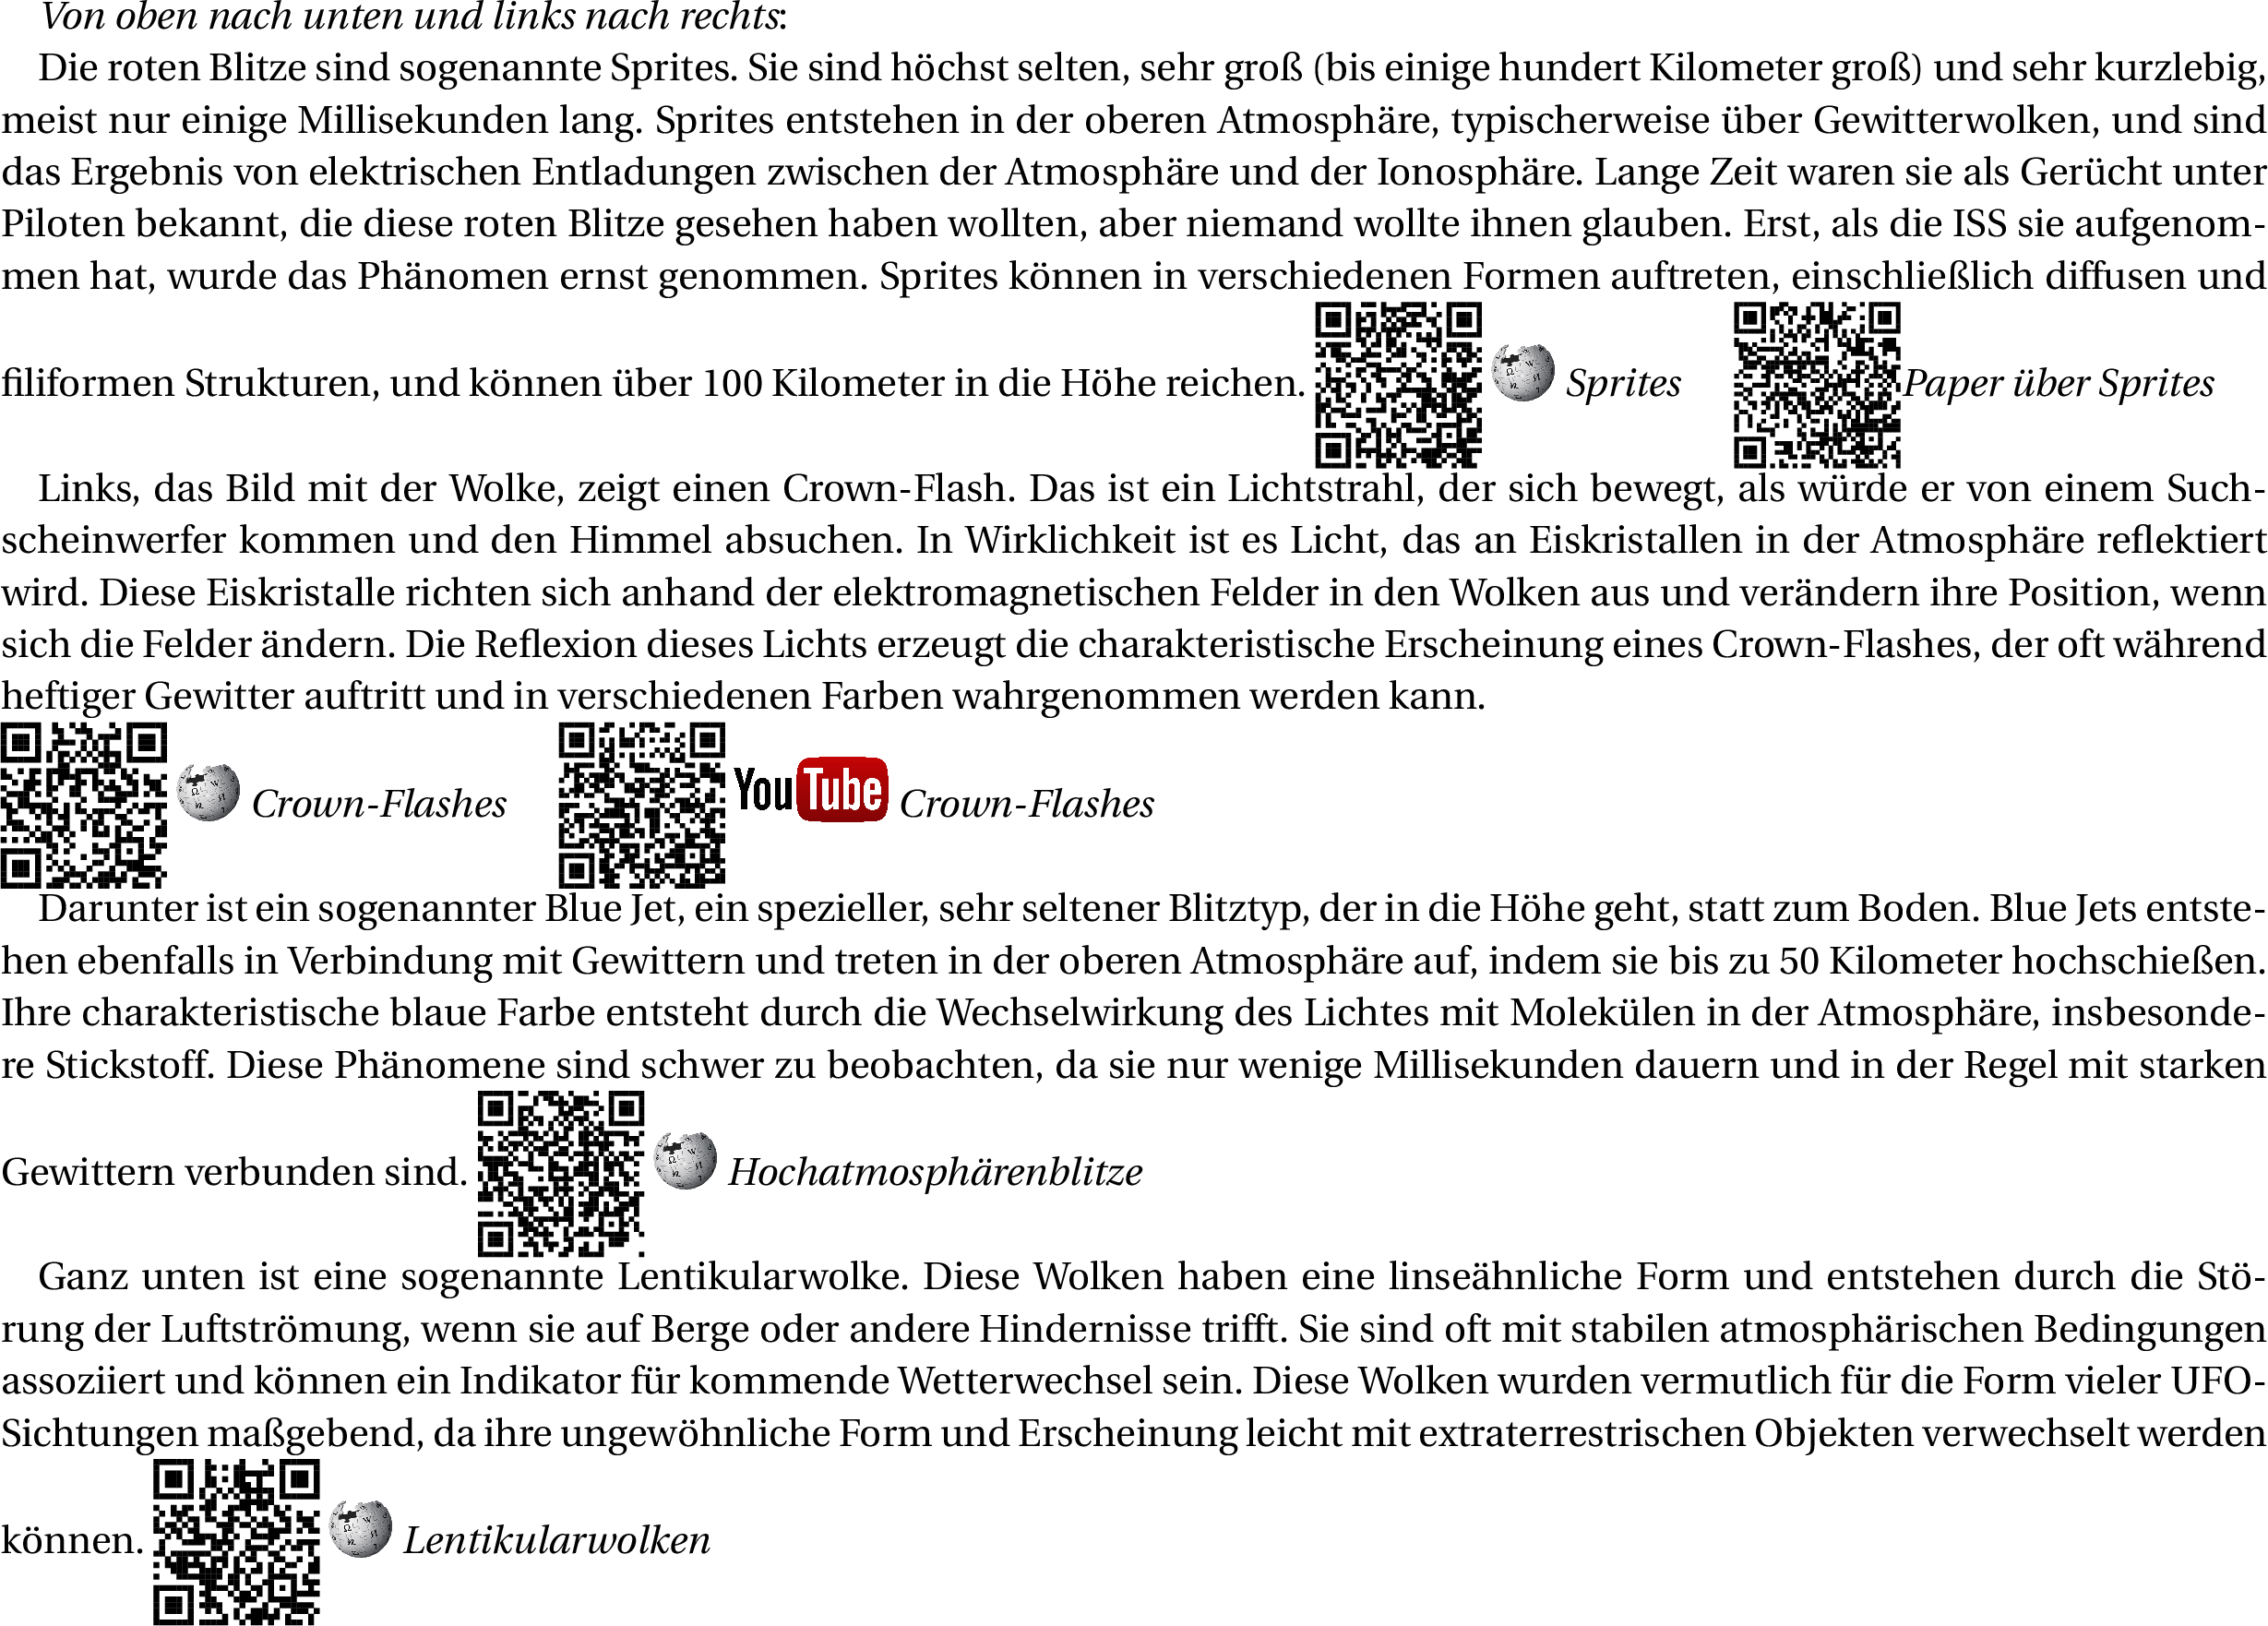 Von oben nach unten und links nach rechts:
Die roten Blitze sind sogenannte Sprites. Sie sind höchst selten, sehr groß (bis einige hundert Kilometer groß) und sehr kurzlebig,
meist nur einige Millisekunden lang. Sprites entstehen in der oberen Atmosphäre, typischerweise über Gewitterwolken, und sind
das Ergebnis von elektrischen Entladungen zwischen der Atmosphäre und der Ionosphäre. Lange Zeit waren sie als Gerücht unter
Piloten bekannt, die diese roten Blitze gesehen haben wollten, aber niemand wollte ihnen glauben. Erst, als die ISS sie aufgenom-
men hat, wurde das Phänomen ernst genommen. Sprites können in verschiedenen Formen auftreten, einschließlich diffusen und
filiformen Strukturen, und können über 100 Kilometer in die Höhe reichen. Sprites Paper über Sprites
Links, das Bild mit der Wolke, zeigt einen Crown-Flash. Das ist ein Lichtstrahl, der sich bewegt, als würde er von einem Such-
scheinwerfer kommen und den Himmel absuchen. In Wirklichkeit ist es Licht, das an Eiskristallen in der Atmosphäre reflektiert
wird. Diese Eiskristalle richten sich anhand der elektromagnetischen Felder in den Wolken aus und verändern ihre Position, wenn
sich die Felder ändern. Die Reflexion dieses Lichts erzeugt die charakteristische Erscheinung eines Crown-Flashes, der oft während
heftiger Gewitter auftritt und in verschiedenen Farben wahrgenommen werden kann.
Crown-Flashes YouTube Crown-Flashes
Darunter ist ein sogenannter Blue Jet, ein spezieller, sehr seltener Blitztyp, der in die Höhe geht, statt zum Boden. Blue Jets entste-
hen ebenfalls in Verbindung mit Gewittern und treten in der oberen Atmosphäre auf, indem sie bis zu 50 Kilometer hochschießen.
Ihre charakteristische blaue Farbe entsteht durch die Wechselwirkung des Lichtes mit Molekülen in der Atmosphäre, insbesonde-
re Stickstoff. Diese Phänomene sind schwer zu beobachten, da sie nur wenige Millisekunden dauern und in der Regel mit starken
Gewittern verbunden sind. Hochatmosphärenblitze
Ganz unten ist eine sogenannte Lentikularwolke. Diese Wolken haben eine linseähnliche Form und entstehen durch die Stö-
rung der Luftströmung, wenn sie auf Berge oder andere Hindernisse trifft. Sie sind oft mit stabilen atmosphärischen Bedingungen
assoziiert und können ein Indikator für kommende Wetterwechsel sein. Diese Wolken wurden vermutlich für die Form vieler UFO-
Sichtungen maßgebend, da ihre ungewöhnliche Form und Erscheinung leicht mit extraterrestrischen Objekten verwechselt werden
können. Lentikularwolken